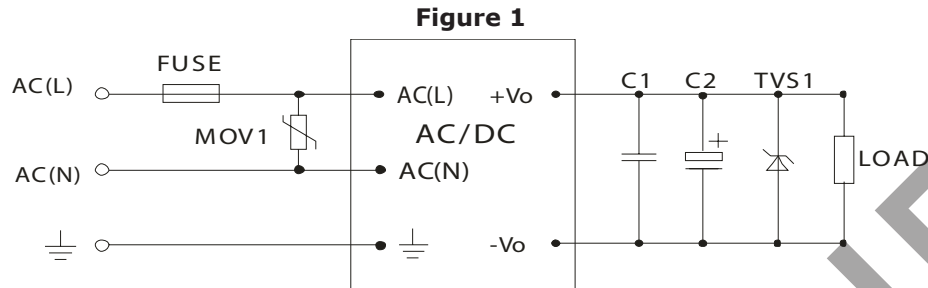 Figure 1
FUSE
C1 C2 TVS1
AC(L) AC(L) +Vo
MOV1 AC/DC +
AC(N) AC(N) LOAD
-Vo